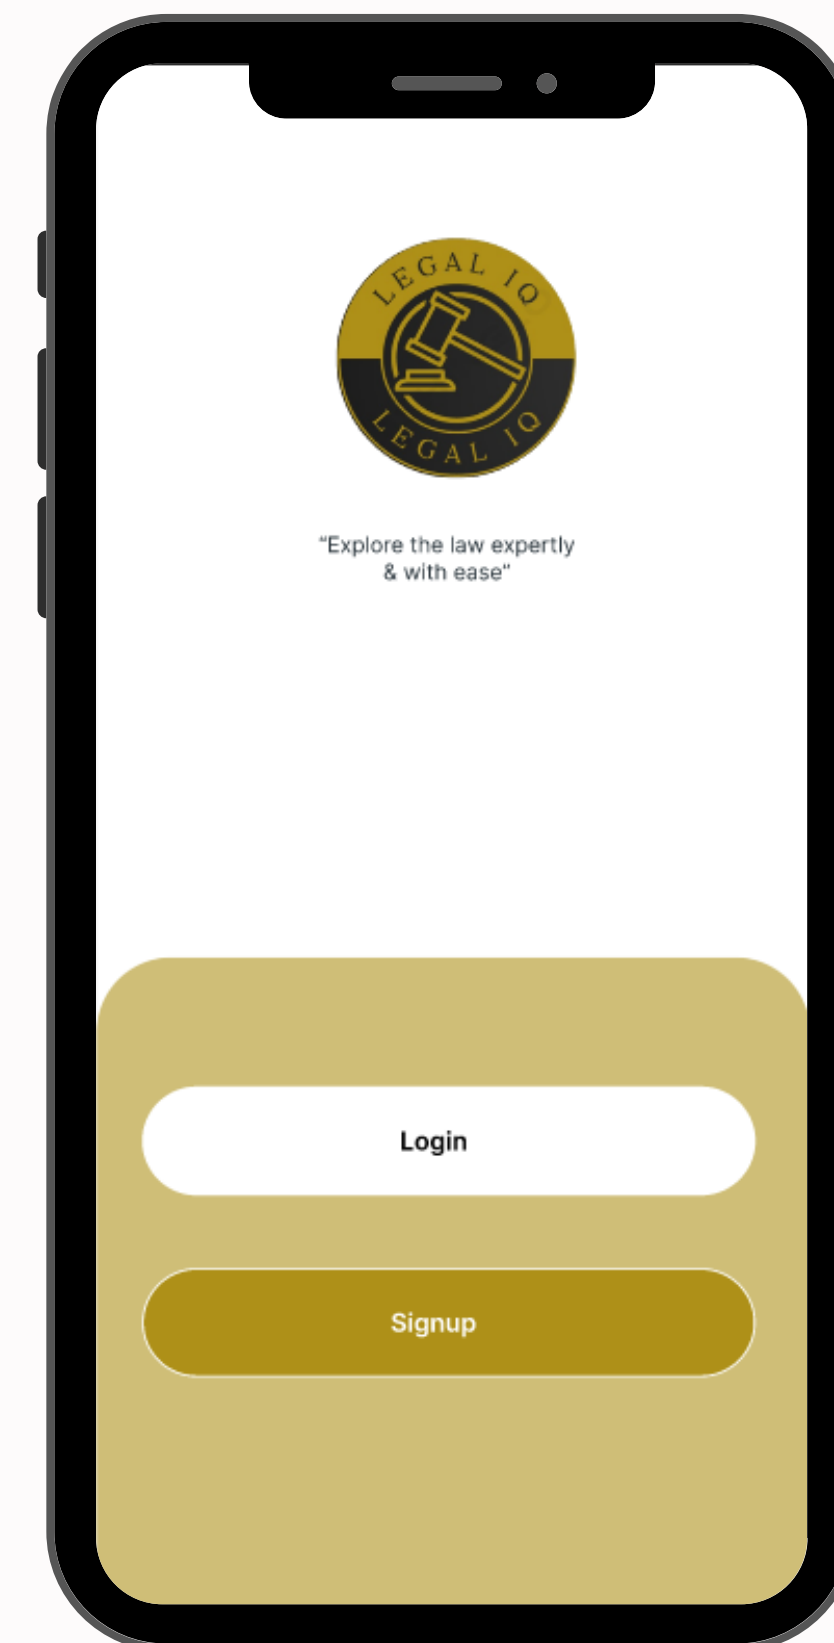 LEGAL IQ
LEGAL IQ
“Explore the law expertly
& with ease”
Login
Signup